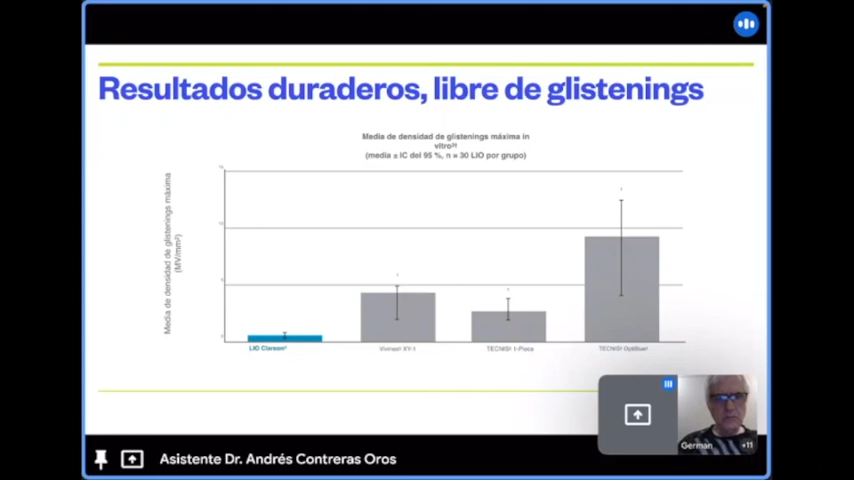 Resultados duraderos, libre de glistenings
Media de densidad de glistenings máxima in
vitro
(media ± IC del 95 %, n = 30 LIO por grupo)
Media de densidad de glistenings máxima
(MV/mm²)
LIO Clareon
Vivinex XY-1
TECNIS 1-Piece
TECNIS OptiBlue
German
+11
Asistente Dr. Andrés Contreras Oros